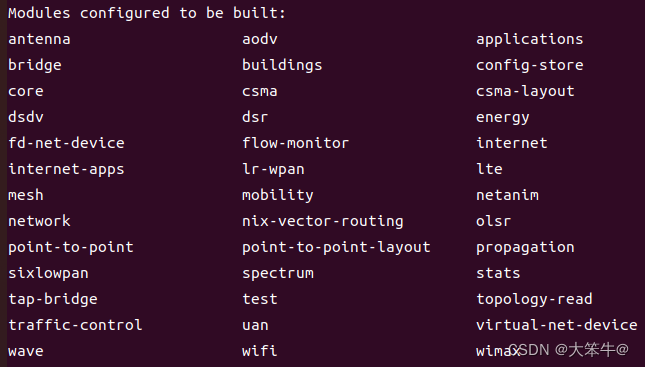 Modules configured to be built:
antenna aodv applications
bridge buildings config-store
core csma csma-layout
dsdv dsr energy
fd-net-device flow-monitor internet
internet-apps lr-wpan lte
mesh mobility netanim
network nix-vector-routing olsr
point-to-point point-to-point-layout propagation
sixlowpan spectrum stats
tap-bridge test topology-read
traffic-control uan virtual-net-device
wave wifi wimax
CSDN @大笨牛@